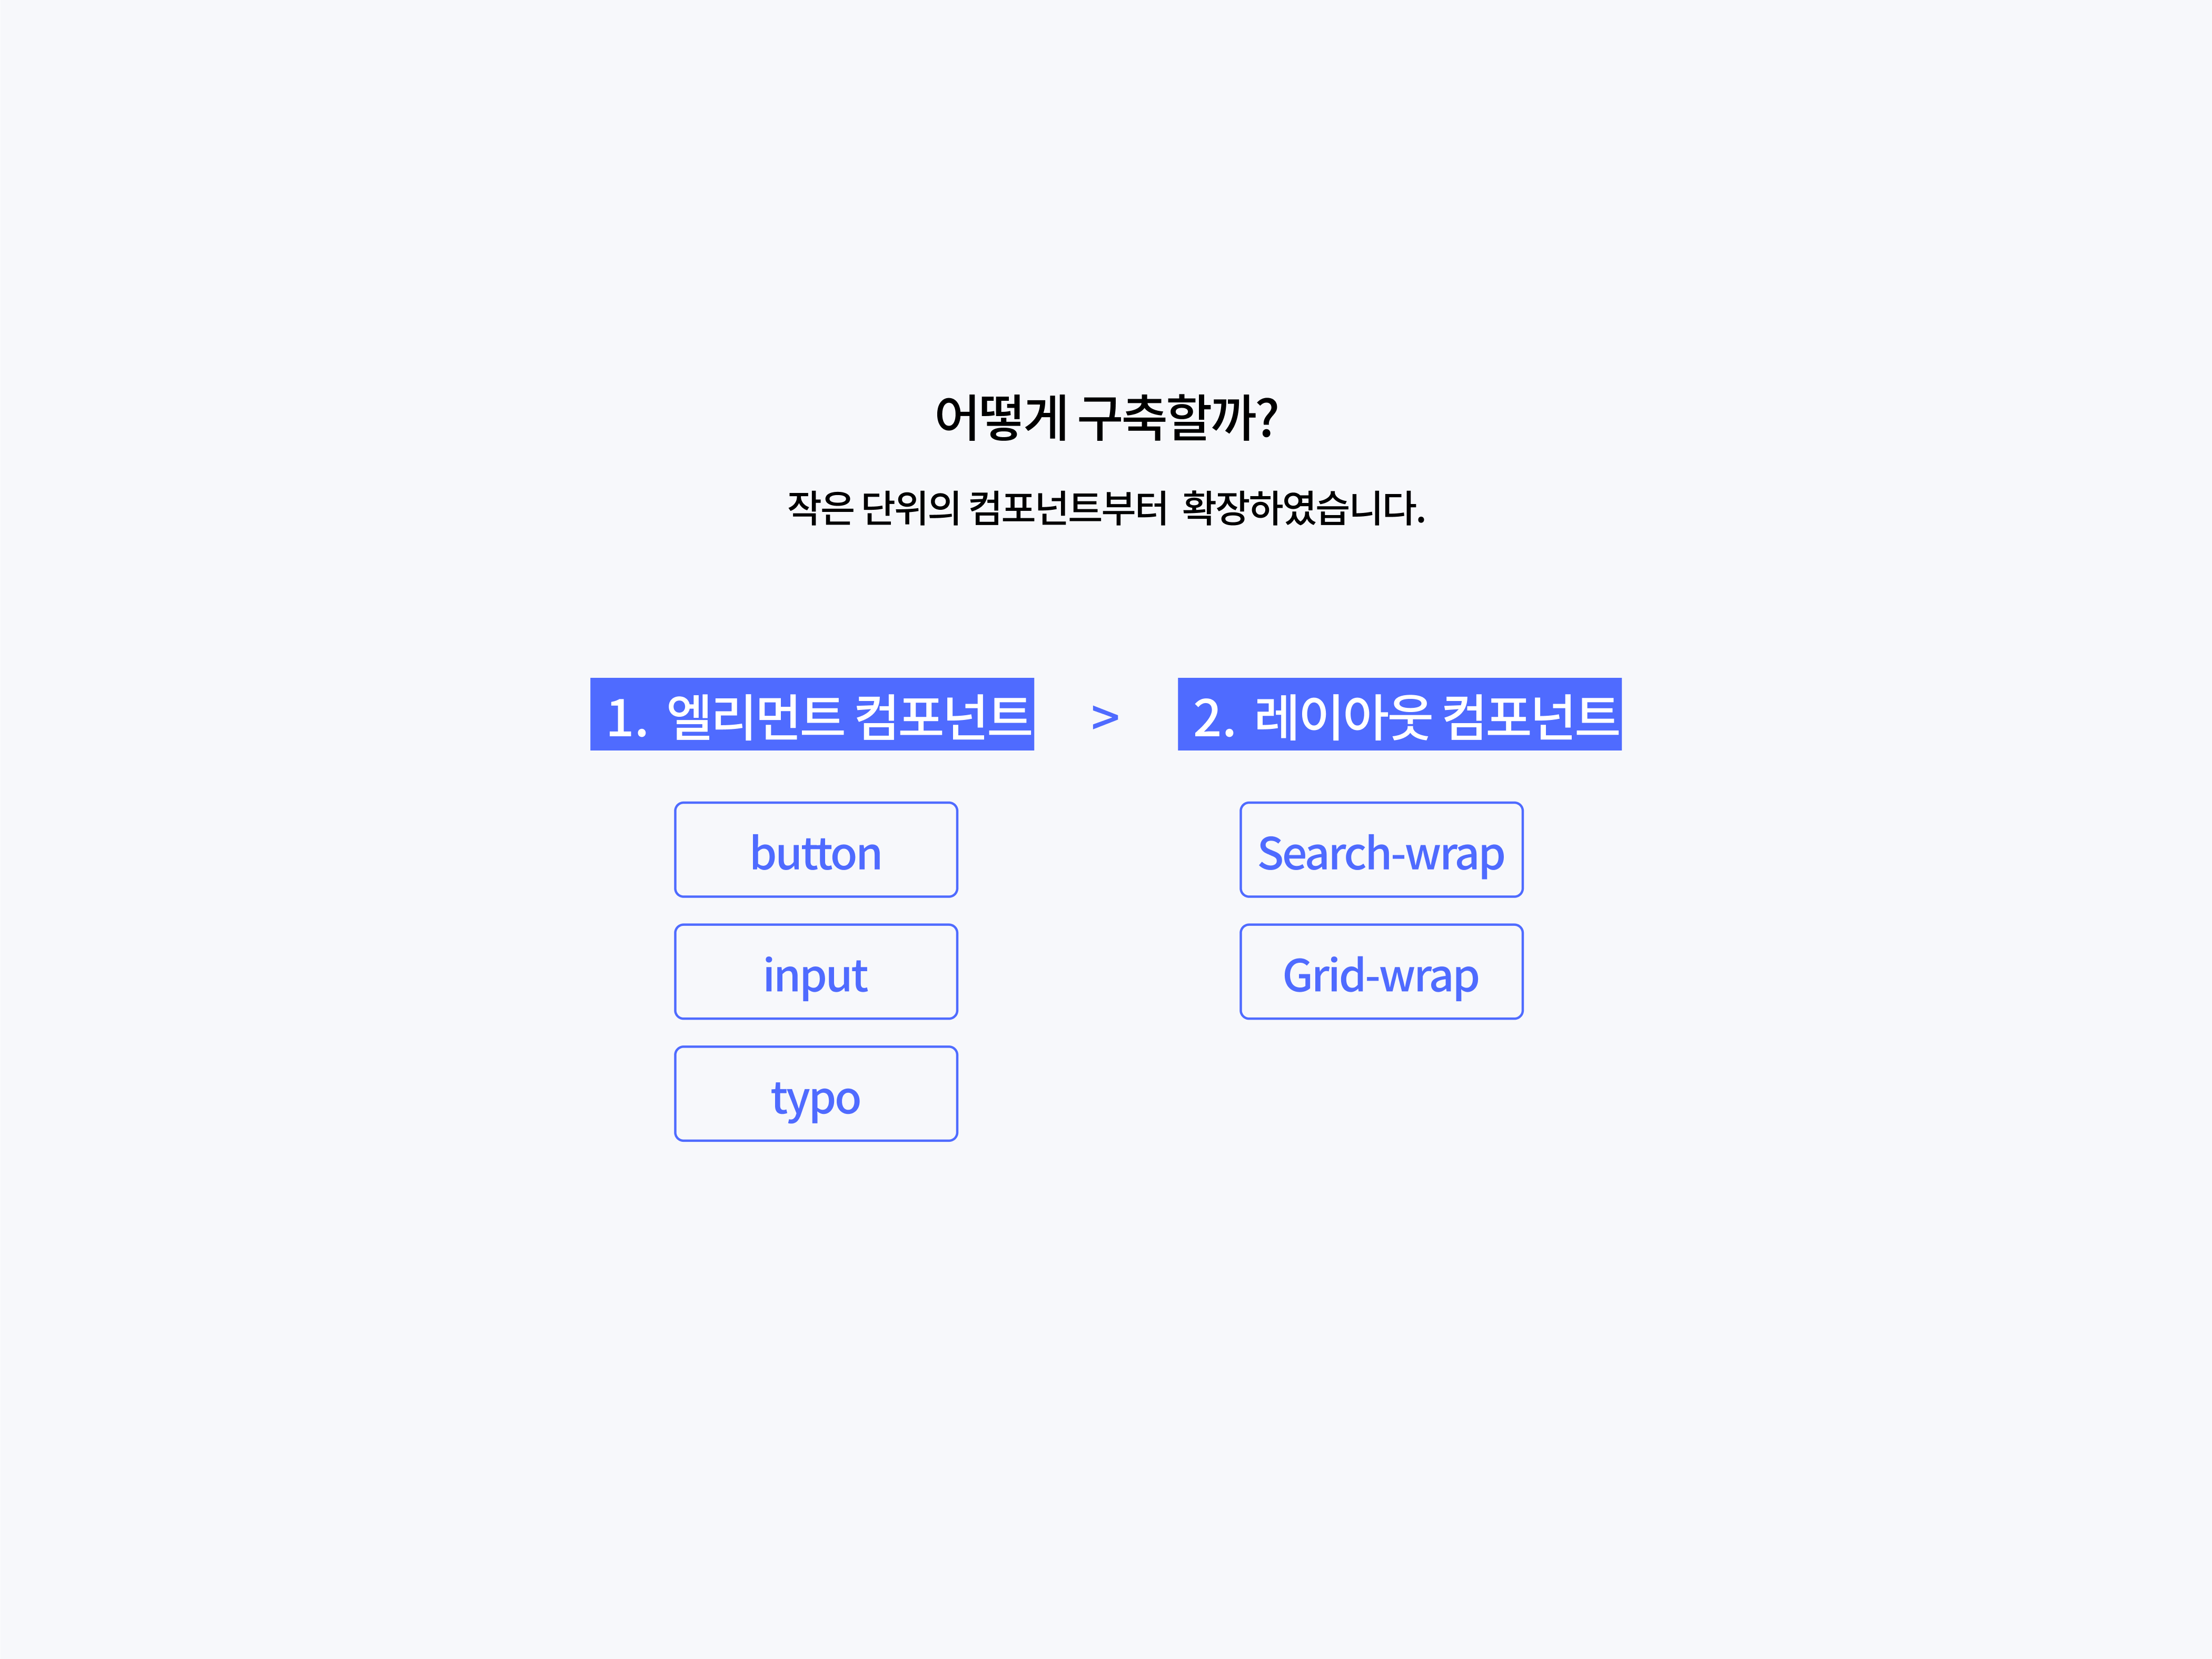 어떻게 구축할까?
작은 단위의 컴포넌트부터 확장하였습니다.
1. 엘리먼트 컴포넌트 > 2. 레이아웃 컴포넌트
button
input
typo
Search-wrap
Grid-wrap